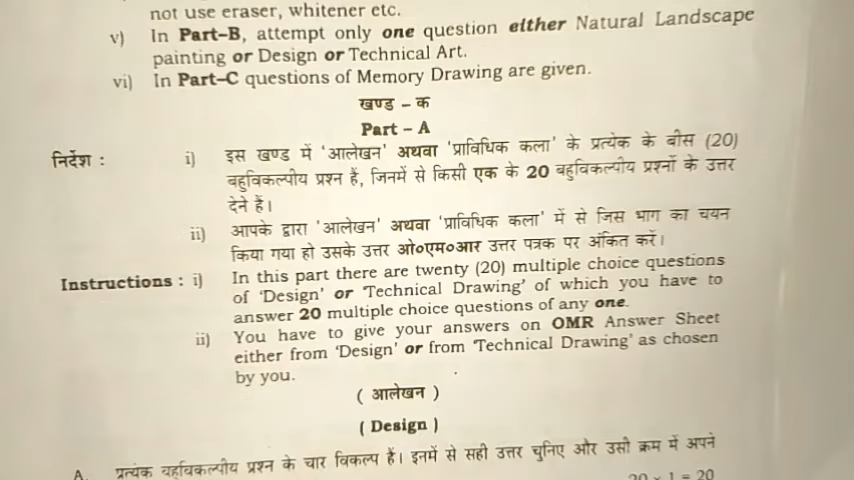 not use eraser, whitener etc.
v) In Part–B, attempt only one question either Natural Landscape
painting or Design or Technical Art.
vi) In Part–C questions of Memory Drawing are given.
खण्ड – क
Part – A
निर्देश : i) इस खण्ड में 'आलेखन' अथवा 'प्राविधिक कला' के प्रत्येक के बीस (20)
बहुविकल्पीय प्रश्न हैं, जिनमें से किसी एक के 20 बहुविकल्पीय प्रश्नों के उत्तर
देने हैं।
ii) आपके द्वारा 'आलेखन' अथवा 'प्राविधिक कला' में से जिस भाग का चयन
किया गया हो उसके उत्तर ओ०एम०आर उत्तर पत्रक पर अंकित करें।
Instructions : i) In this part there are twenty (20) multiple choice questions
of 'Design' or 'Technical Drawing' of which you have to
answer 20 multiple choice questions of any one.
ii) You have to give your answers on OMR Answer Sheet
either from 'Design' or from 'Technical Drawing' as chosen
by you.
( आलेखन )
( Design )
A. प्रत्येक बहुविकल्पीय प्रश्न के चार विकल्प हैं। इनमें से सही उत्तर चुनिए और उसी क्रम में अपने
20 × 1 = 20